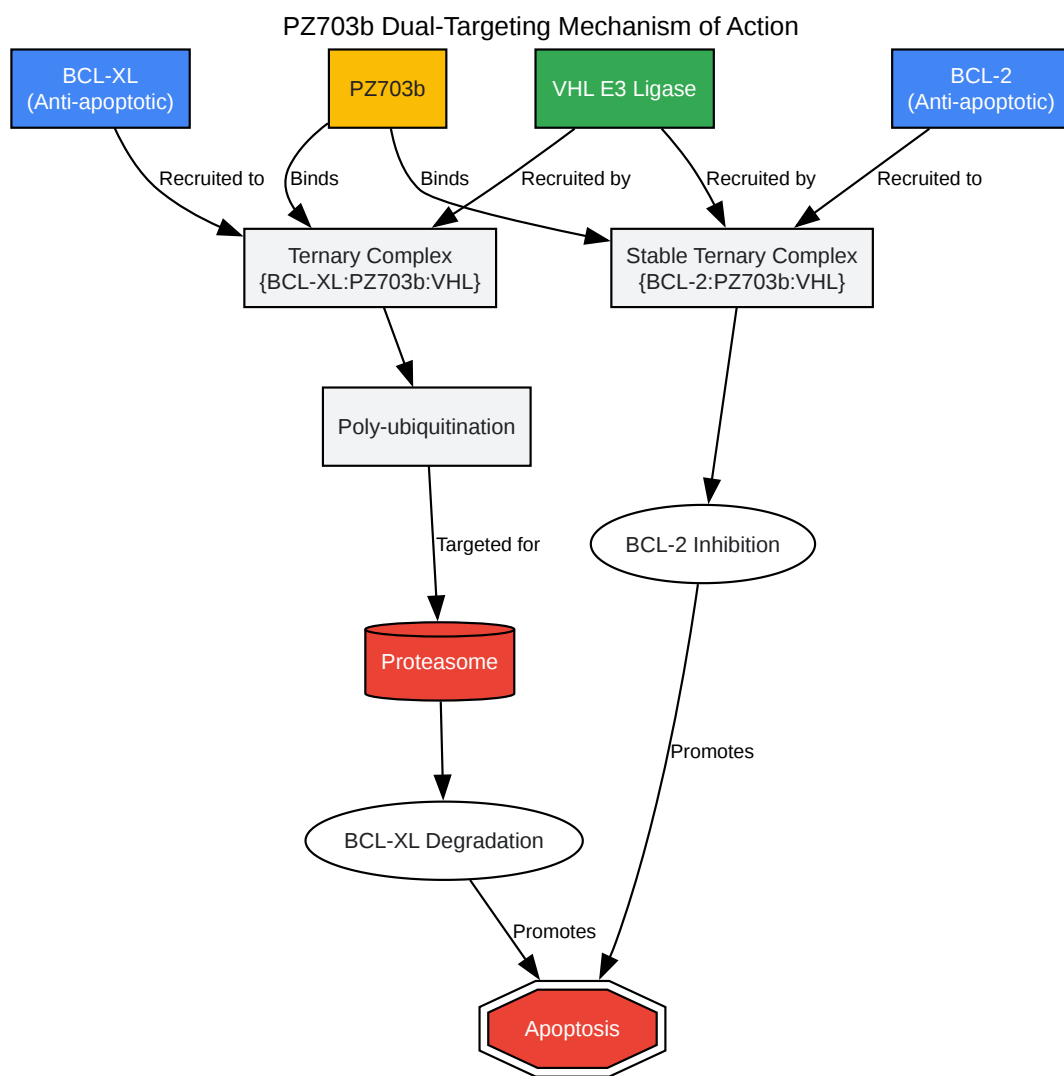 PZ703b Dual-Targeting Mechanism of Action
BCL-XL
(Anti-apoptotic)
PZ703b
VHL E3 Ligase
BCL-2
(Anti-apoptotic)
Recruited to
Binds
Binds
Recruited by
Recruited by
Recruited to
Ternary Complex
{BCL-XL:PZ703b:VHL}
Stable Ternary Complex
{BCL-2:PZ703b:VHL}
Poly-ubiquitination
Targeted for
BCL-2 Inhibition
Proteasome
Promotes
BCL-XL Degradation
Promotes
Apoptosis